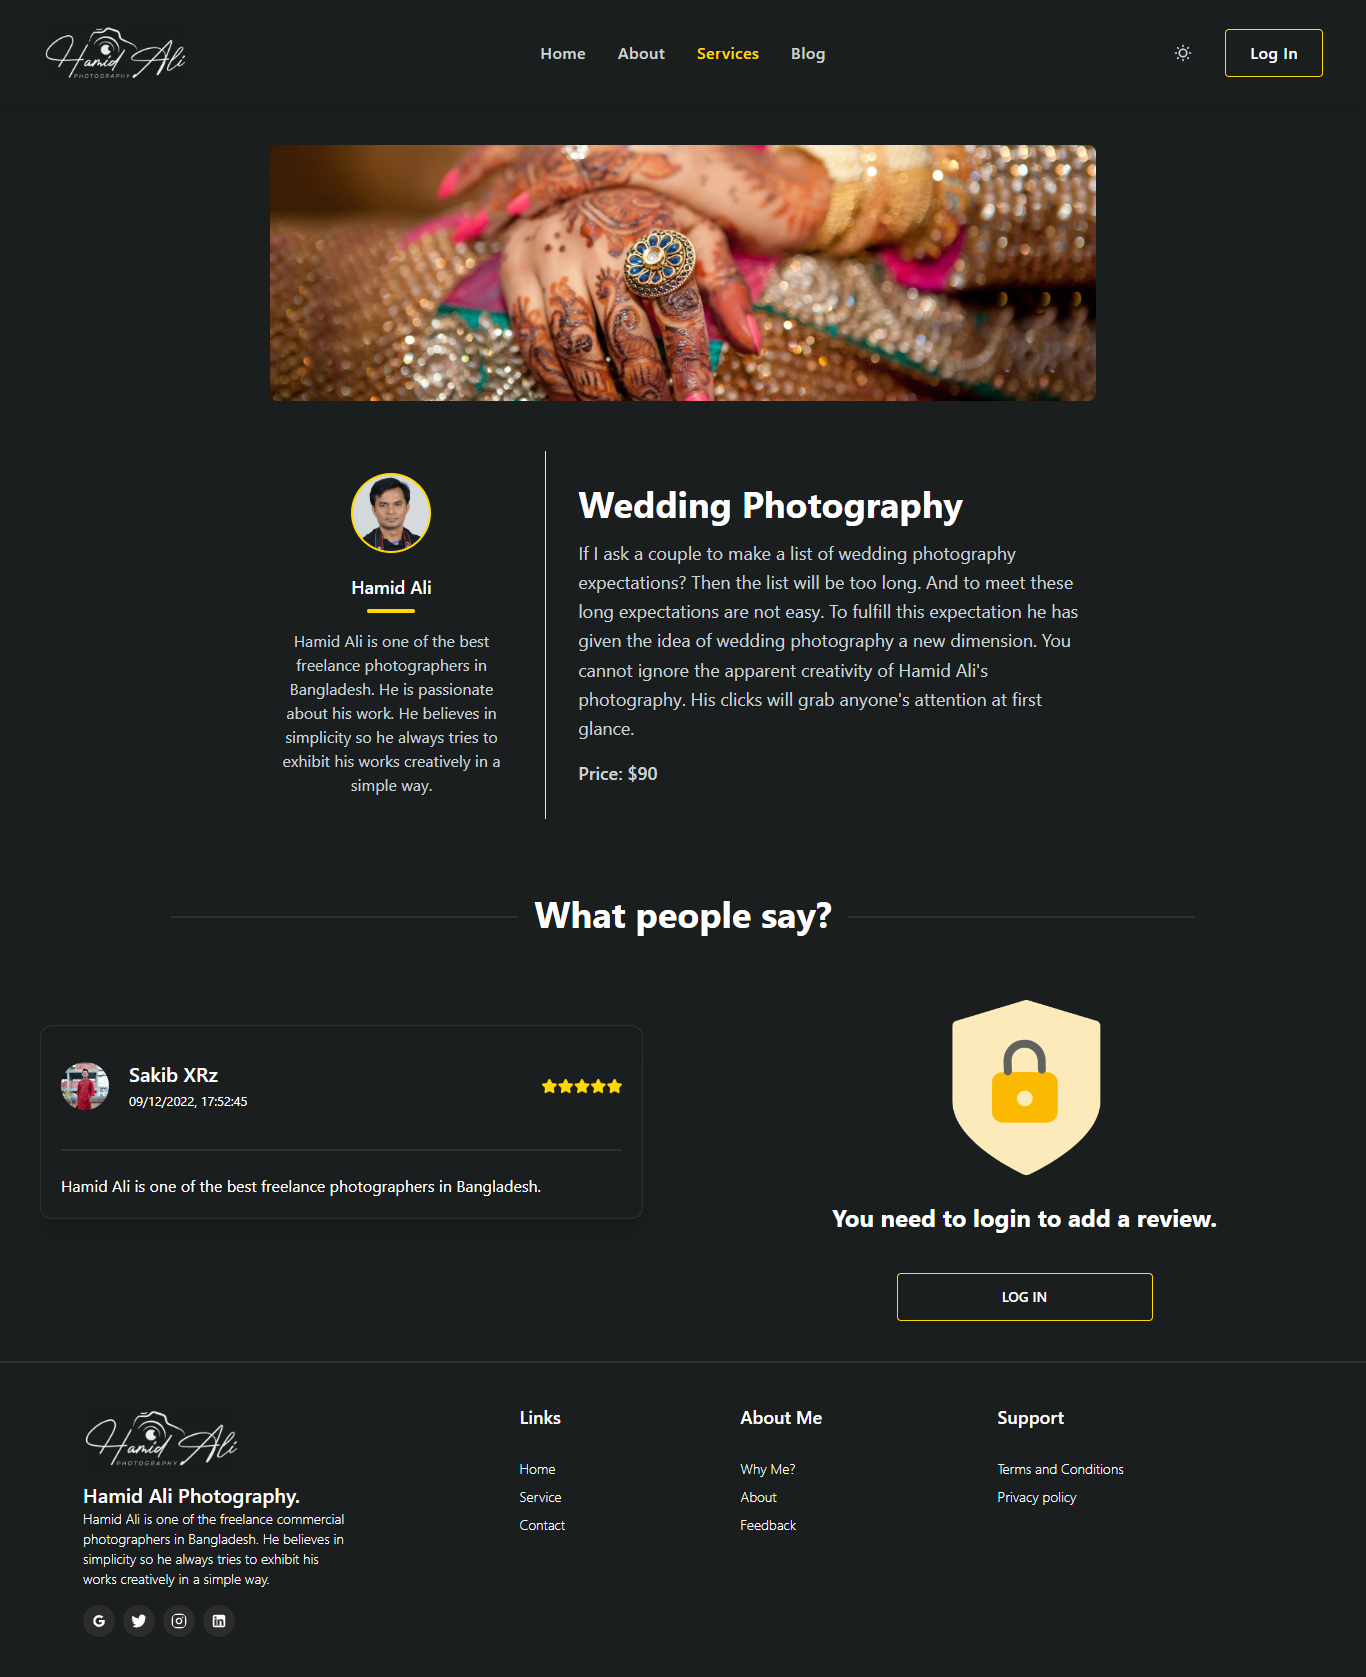 Hamid Ali
PHOTOGRAPHY
Home
About
Services
Blog
Log In
Hamid Ali
Hamid Ali is one of the best
freelance photographers in
Bangladesh. He is passionate
about his work. He believes in
simplicity so he always tries to
exhibit his works creatively in a
simple way.
Wedding Photography
If I ask a couple to make a list of wedding photography
expectations? Then the list will be too long. And to meet these
long expectations are not easy. To fulfill this expectation he has
given the idea of wedding photography a new dimension. You
cannot ignore the apparent creativity of Hamid Ali's
photography. His clicks will grab anyone's attention at first
glance.
Price: $90
What people say?
Sakib XRz
09/12/2022, 17:52:45
Hamid Ali is one of the best freelance photographers in Bangladesh.
You need to login to add a review.
LOG IN
Hamid Ali
PHOTOGRAPHY
Hamid Ali Photography.
Hamid Ali is one of the freelance commercial
photographers in Bangladesh. He believes in
simplicity so he always tries to exhibit his
works creatively in a simple way.
Links
Home
Service
Contact
About Me
Why Me?
About
Feedback
Support
Terms and Conditions
Privacy policy